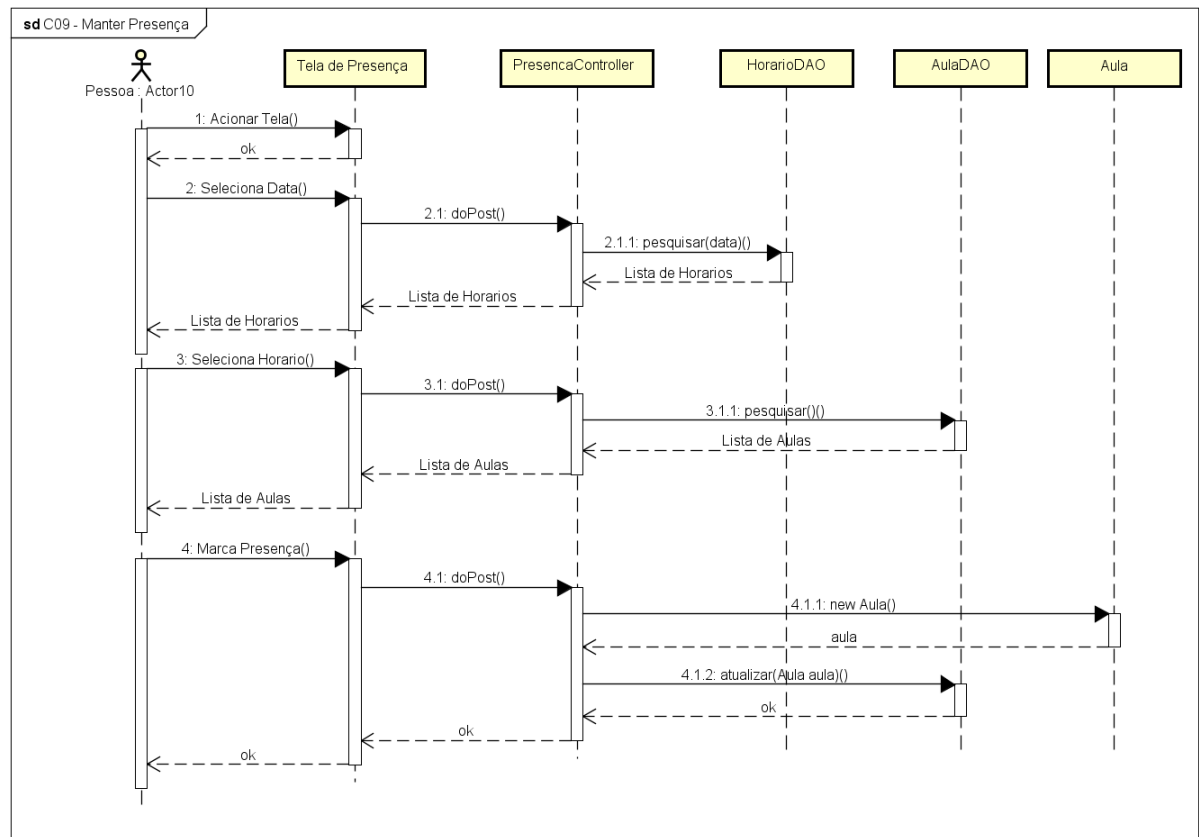 sd C09 - Manter Presença
Pessoa : Actor10
Tela de Presença
PresencaController
HorarioDAO
AulaDAO
Aula
1: Acionar Tela()
ok
2: Seleciona Data()
2.1: doPost()
2.1.1: pesquisar(data)()
Lista de Horarios
Lista de Horarios
Lista de Horarios
3: Seleciona Horario()
3.1: doPost()
3.1.1: pesquisar()()
Lista de Aulas
Lista de Aulas
Lista de Aulas
4: Marca Presença()
4.1: doPost()
4.1.1: new Aula()
aula
4.1.2: atualizar(Aula aula)()
ok
ok
ok